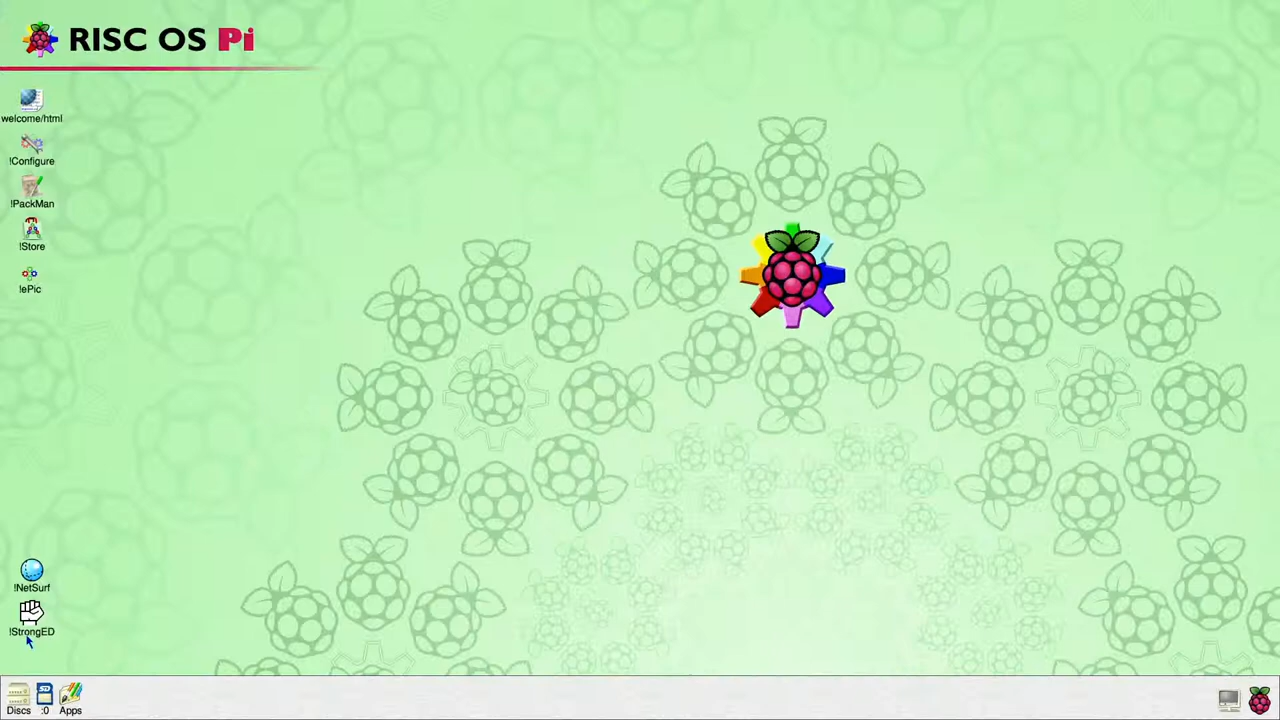 RISC OS Pi
welcome/html
!Configure
!PackMan
!Store
!ePic
!NetSurf
!StrongED
Discs
:0
Apps